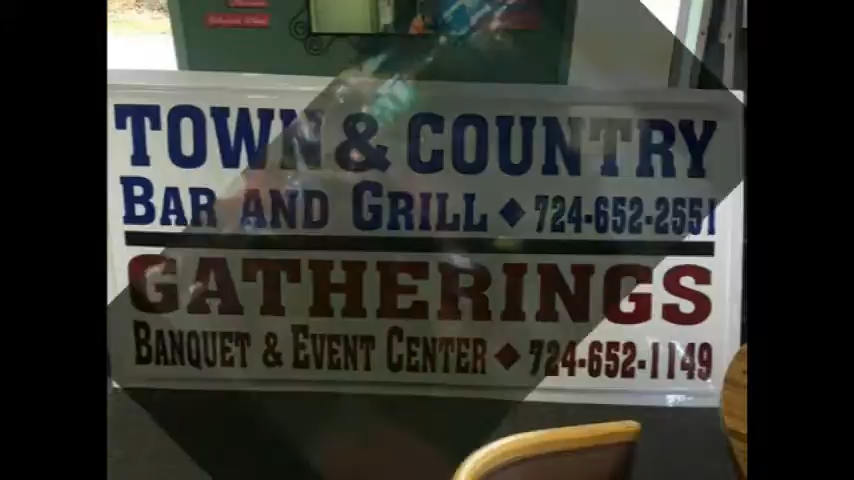 TOWN & COUNTRY
BAR AND GRILL ◆ 724-652-2551
GATHERINGS
BANQUET & EVENT CENTER ◆ 724-652-1149